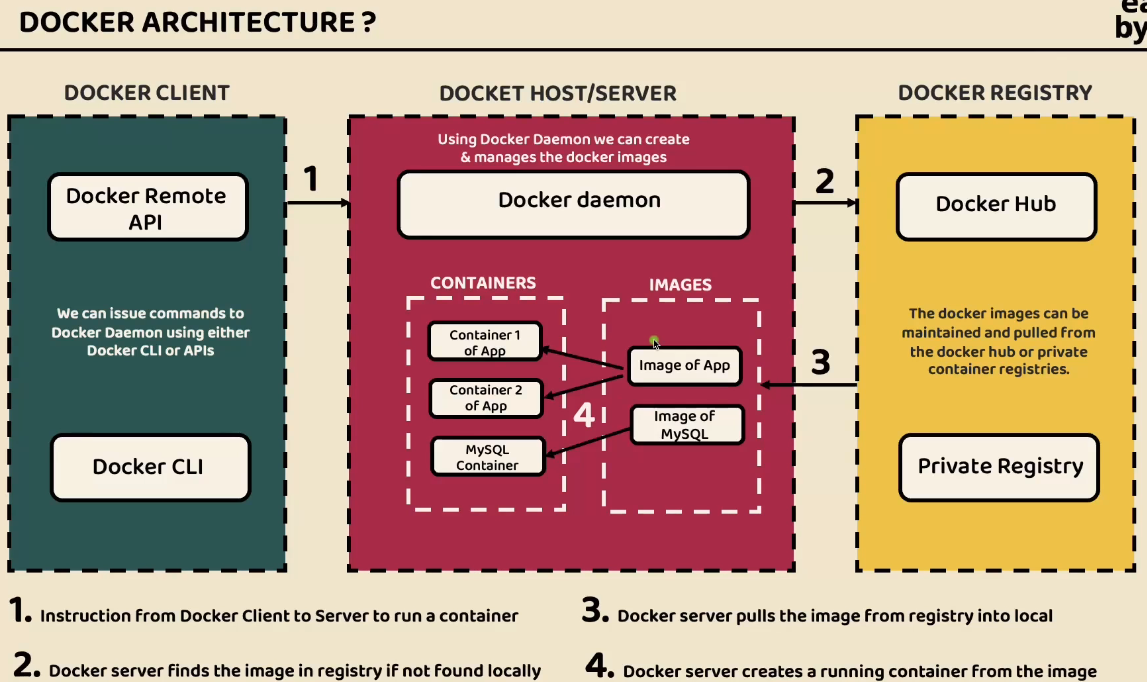 DOCKER ARCHITECTURE ?
by
DOCKER CLIENT
Docker Remote
API
We can issue commands to
Docker Daemon using either
Docker CLI or APIs
Docker CLI
1
DOCKET HOST/SERVER
Using Docker Daemon we can create
& manages the docker images
Docker daemon
CONTAINERS
Container 1
of App
Container 2
of App
MySQL
Container
4
IMAGES
Image of App
Image of
MySQL
2
3
DOCKER REGISTRY
Docker Hub
The docker images can be
maintained and pulled from
the docker hub or private
container registries.
Private Registry
1. Instruction from Docker Client to Server to run a container
2. Docker server finds the image in registry if not found locally
3. Docker server pulls the image from registry into local
4. Docker server creates a running container from the image